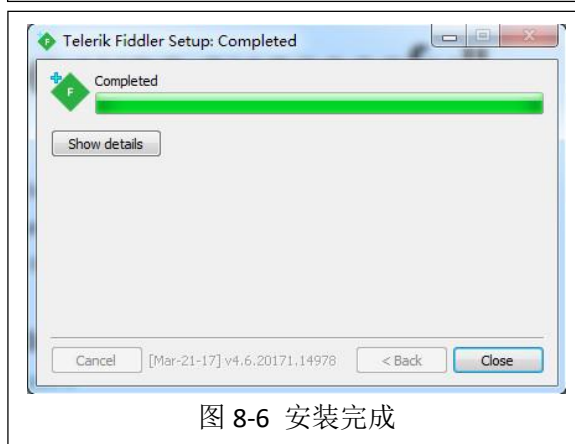 Telerik Fiddler Setup: Completed
F
Completed
Show details
Cancel [Mar-21-17] v4.6.20171.14978 < Back Close
图 8-6 安装完成